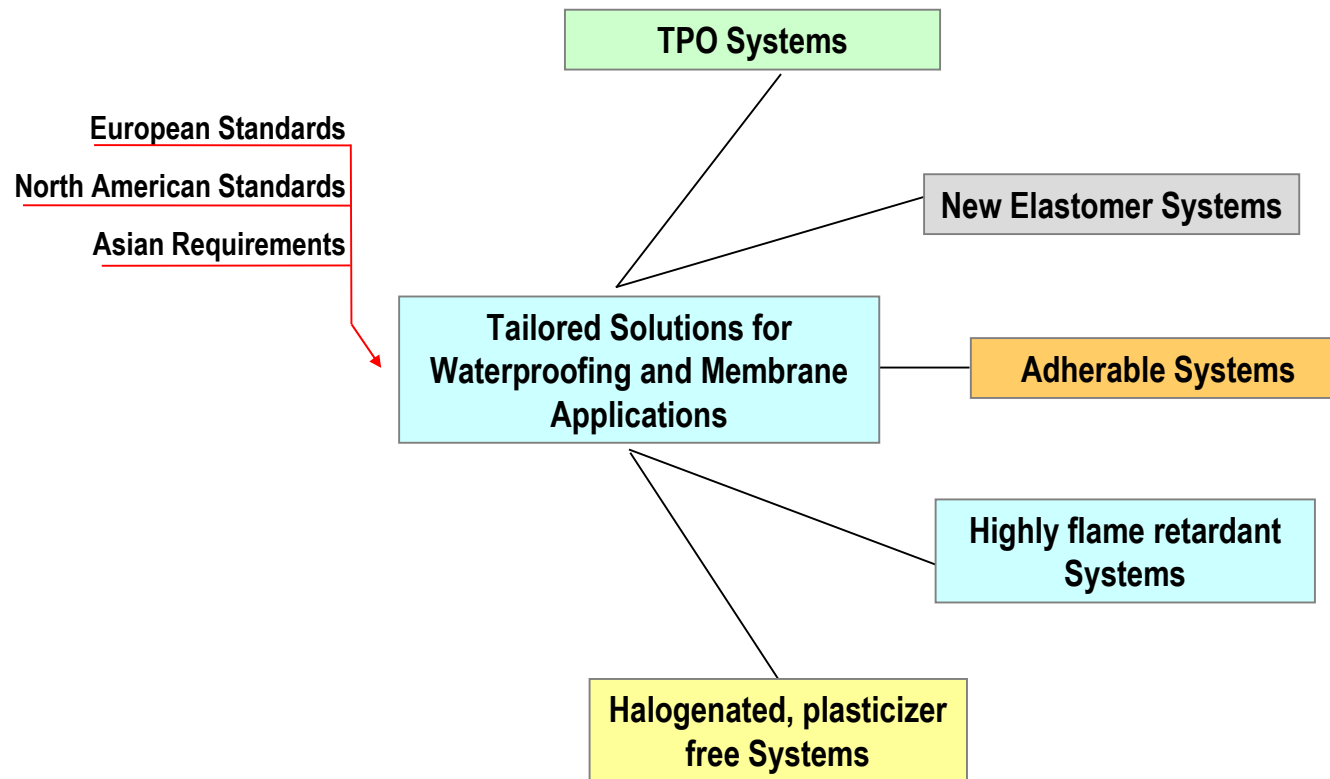 TPO Systems
European Standards
North American Standards
Asian Requirements
New Elastomer Systems
Tailored Solutions for
Waterproofing and Membrane
Applications
Adherable Systems
Highly flame retardant
Systems
Halogenated, plasticizer
free Systems